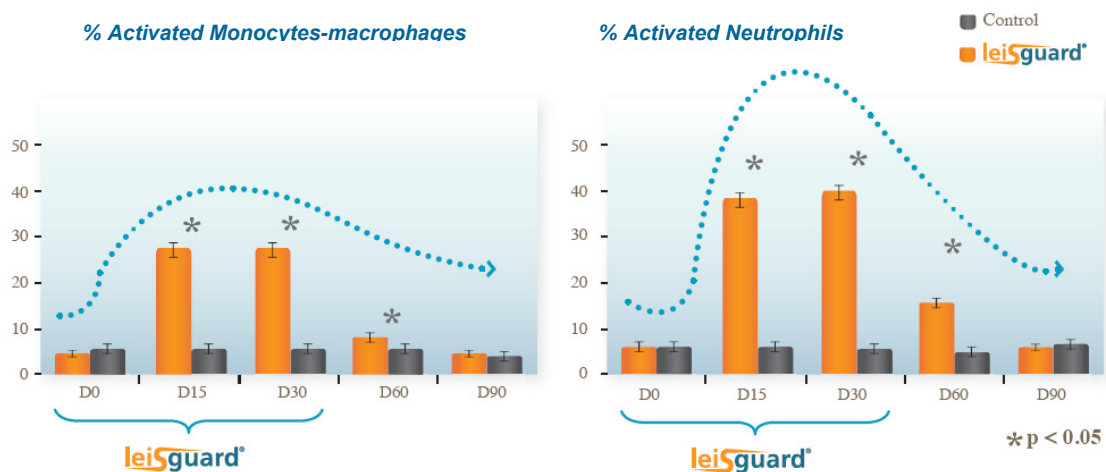 % Activated Monocytes-macrophages
50
40
30
20
10
0
D0 D15 D30 D60 D90
leiSguard®
% Activated Neutrophils
50
40
30
20
10
0
D0 D15 D30 D60 D90
leiSguard®
Control
leiSguard®
* p < 0.05